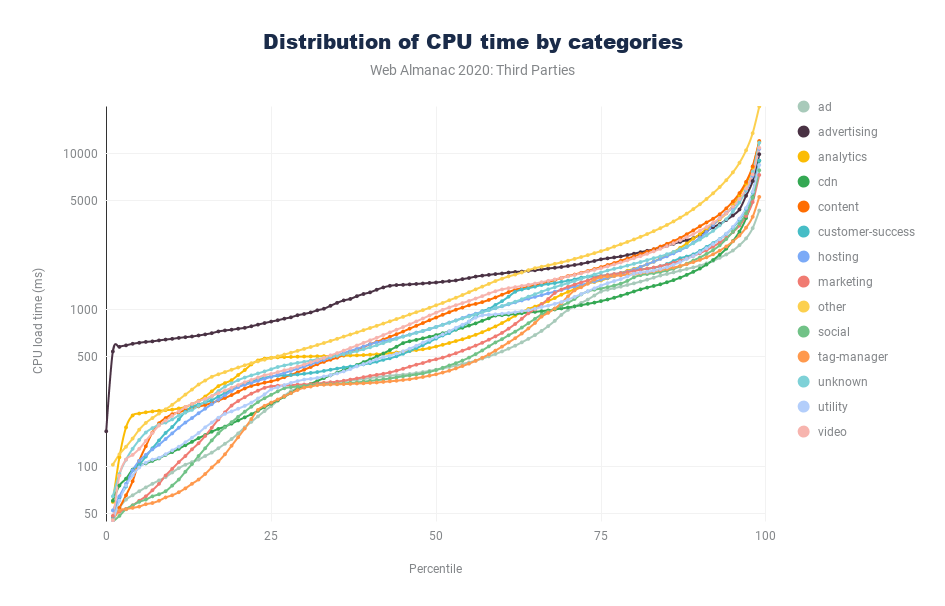 Distribution of CPU time by categories
Web Almanac 2020: Third Parties
ad
advertising
analytics
cdn
content
customer-success
hosting
marketing
other
social
tag-manager
unknown
utility
video
CPU load time (ms)
10000
5000
1000
500
100
50
0 25 50 75 100
Percentile